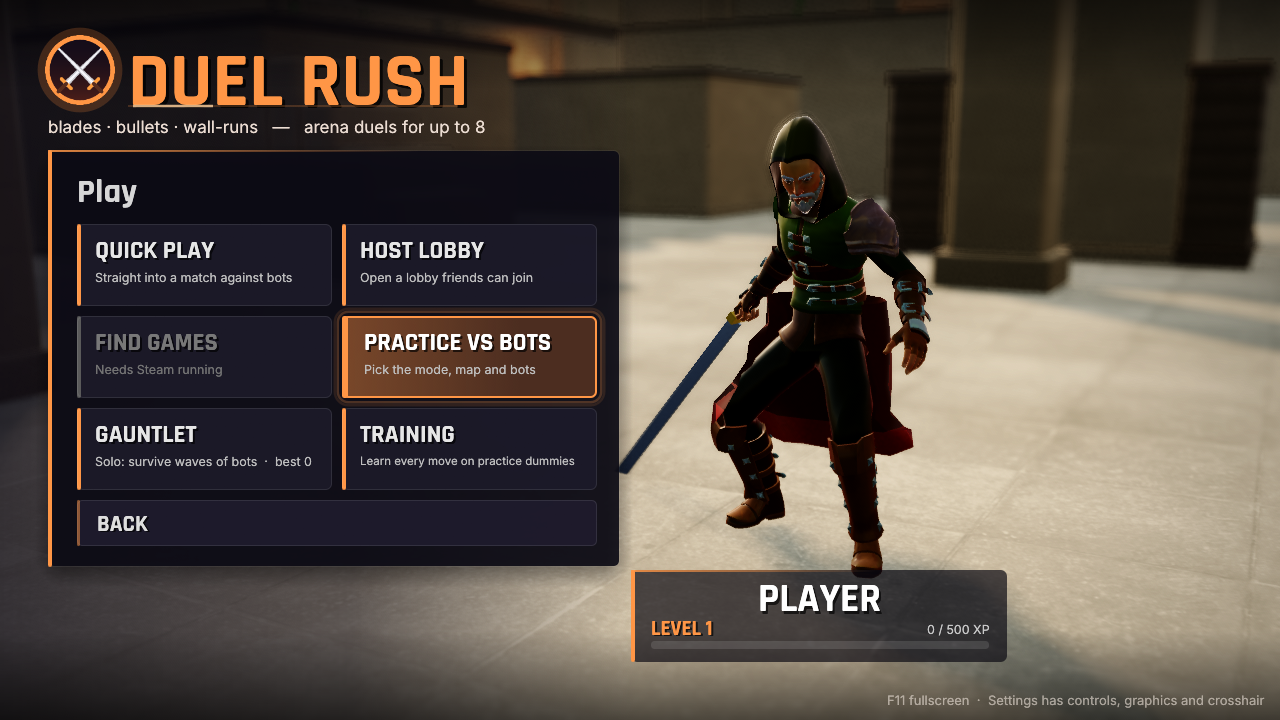 DUEL RUSH
blades · bullets · wall-runs — arena duels for up to 8
Play
QUICK PLAY
Straight into a match against bots
HOST LOBBY
Open a lobby friends can join
FIND GAMES
Needs Steam running
PRACTICE VS BOTS
Pick the mode, map and bots
GAUNTLET
Solo: survive waves of bots · best 0
TRAINING
Learn every move on practice dummies
BACK
PLAYER
LEVEL 1
0 / 500 XP
F11 fullscreen · Settings has controls, graphics and crosshair